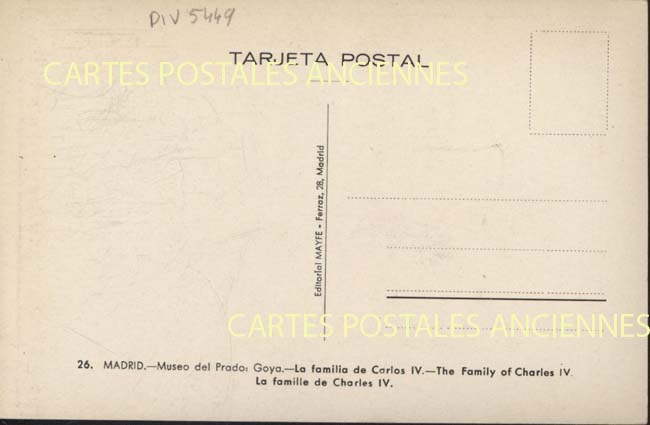 DIV 5449
TARJETA POSTAL
CARTES POSTALES ANCIENNES
Editorial MAYFE - Ferraz, 28, Madrid
CARTES POSTALES ANCIENNES
26. MADRID.—Museo del Prado: Goya.—La familia de Carlos IV.—The Family of Charles IV.
La famille de Charles IV.